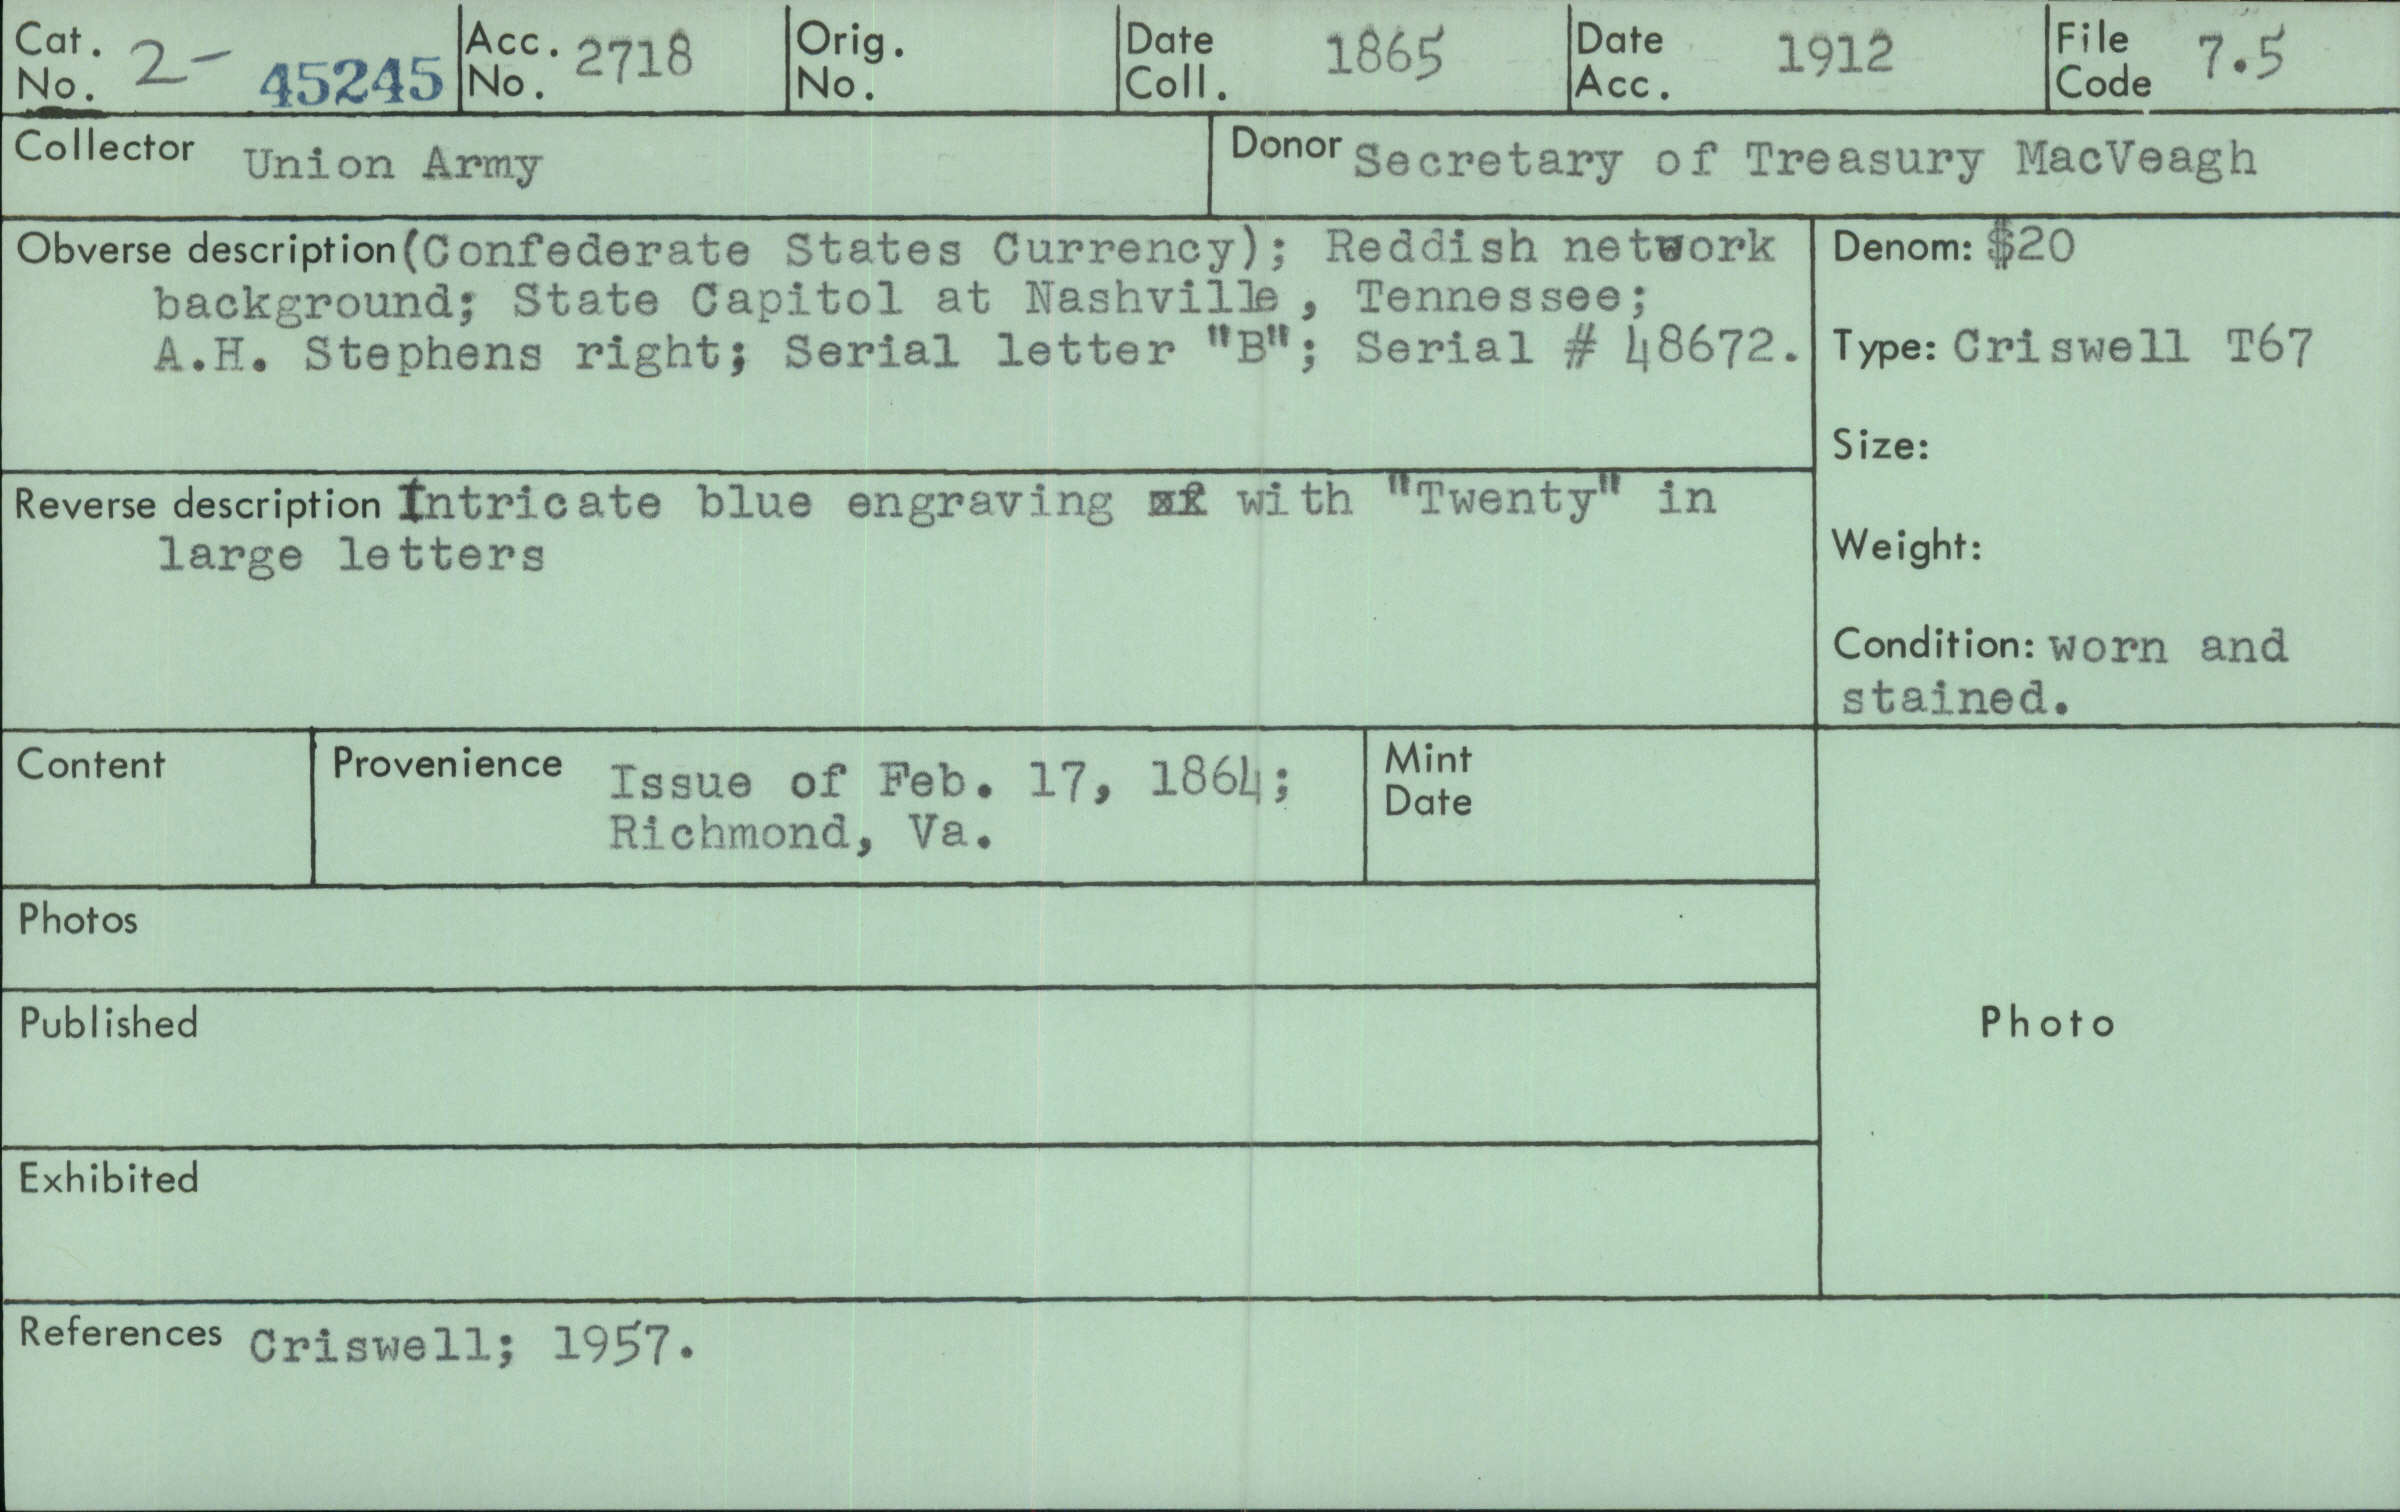 Cat. No. 2- 45245 Acc. No. 2718 Orig. No. Date Coll. 1865 Date Acc. 1912 File Code 7.5
Collector Union Army Donor Secretary of Treasury MacVeagh
Obverse description (Confederate States Currency); Reddish network
background; State Capitol at Nashville, Tennessee;
A.H. Stephens right; Serial letter "B"; Serial # 48672.
Denom: $20
Type: Criswell T67
Size:
Weight:
Condition: worn and
stained.
Reverse description Intricate blue engraving with "Twenty" in
large letters
Content Provenience Issue of Feb. 17, 1864;
Richmond, Va.
Mint
Date
Photos
Published
Photo
Exhibited
References Criswell; 1957.